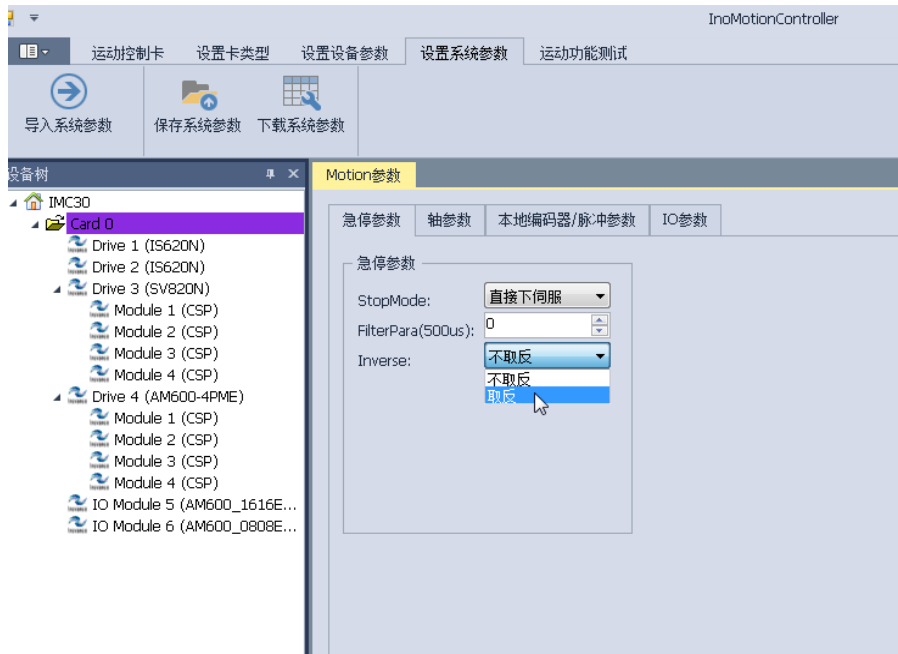 InoMotionController
运动控制卡 设置卡类型 设置设备参数 设置系统参数 运动功能测试
导入系统参数 保存系统参数 下载系统参数
设备树
Motion参数
IMC30
Card 0
Drive 1 (IS620N)
Drive 2 (IS620N)
Drive 3 (SV820N)
Module 1 (CSP)
Module 2 (CSP)
Module 3 (CSP)
Module 4 (CSP)
Drive 4 (AM600-4PME)
Module 1 (CSP)
Module 2 (CSP)
Module 3 (CSP)
Module 4 (CSP)
IO Module 5 (AM600_1616E...
IO Module 6 (AM600_0808E...
急停参数 轴参数 本地编码器/脉冲参数 IO参数
急停参数
StopMode: 直接下伺服
FilterPara(500us): 0
Inverse: 不取反
不取反
取反